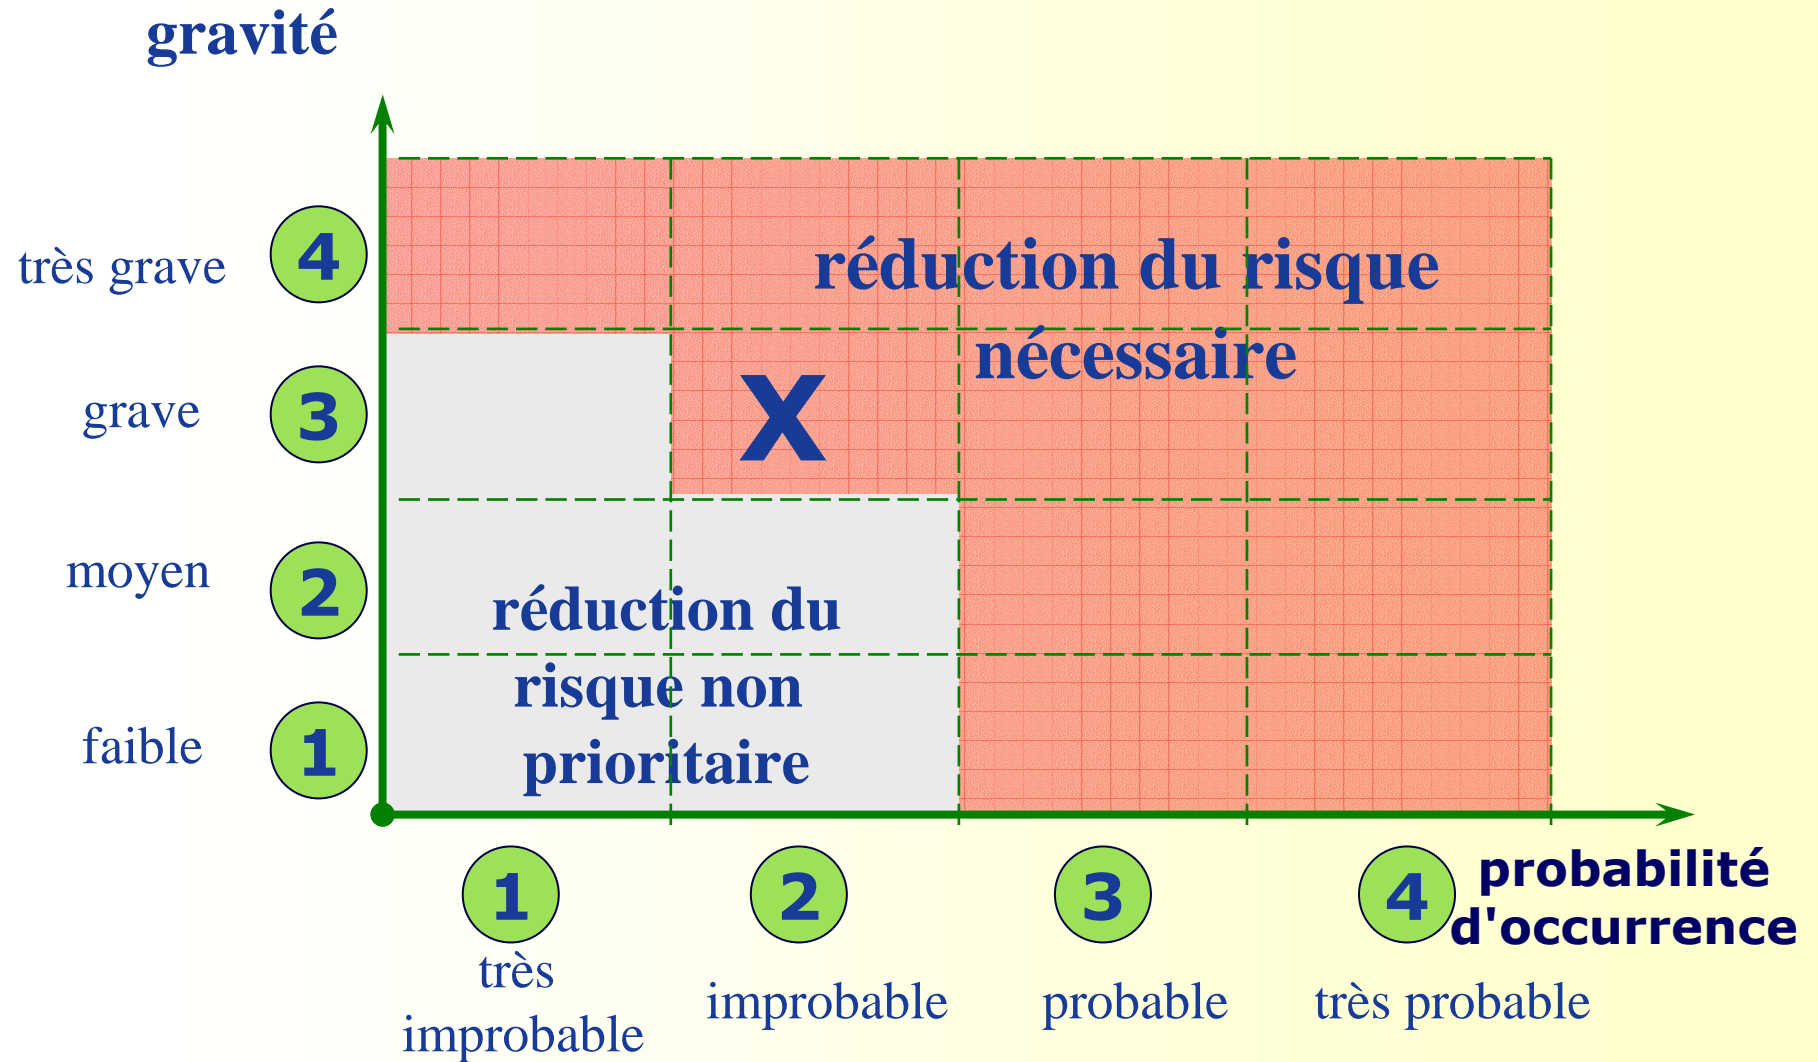 gravité
très grave
4
réduction du risque
nécessaire
grave
3
X
moyen
2
réduction du
risque non
prioritaire
faible
1
1
2
3
4
probabilité
d'occurrence
très
improbable
improbable
probable
très probable